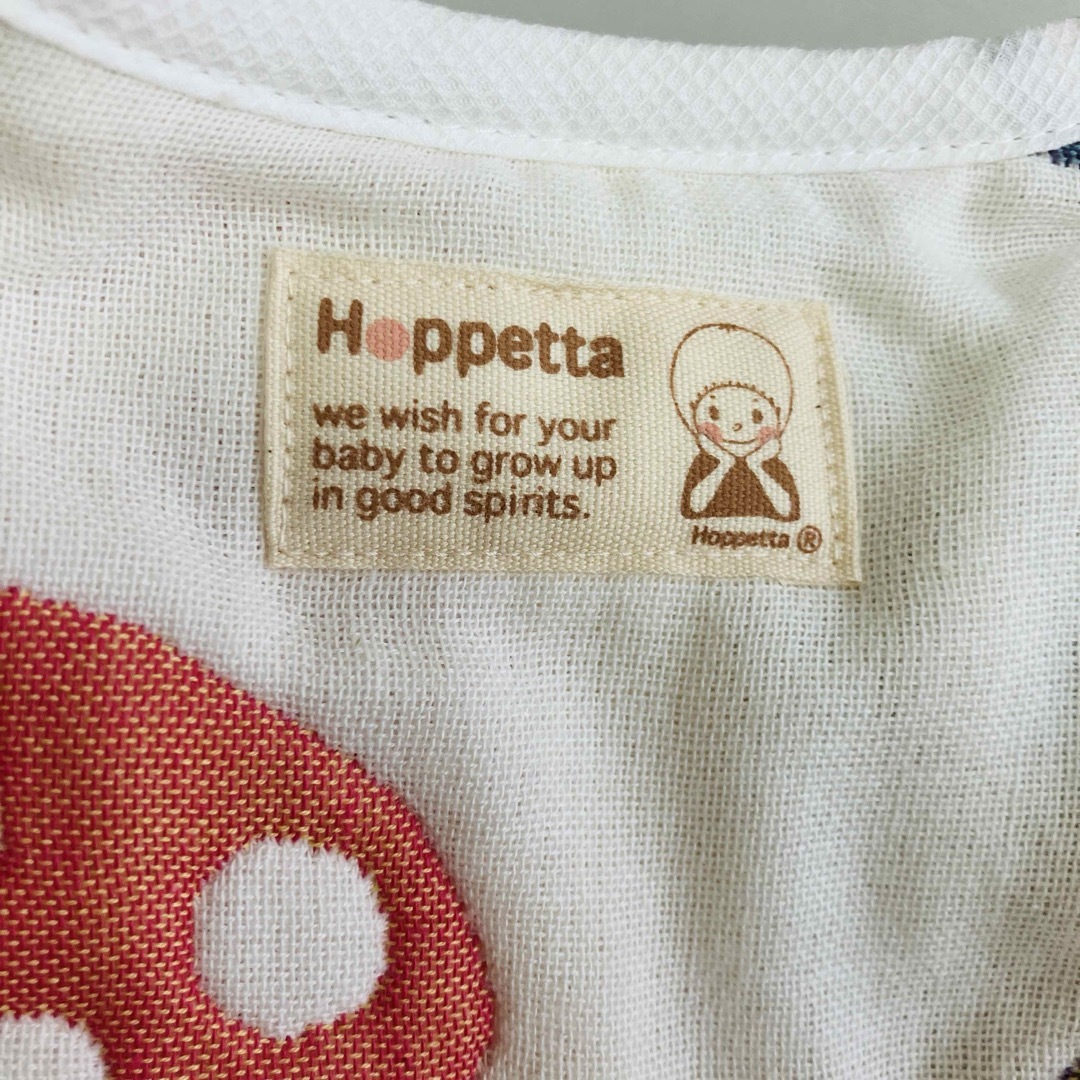 Hoppetta
we wish for your
baby to grow up
in good spirits.
Hoppetta ®